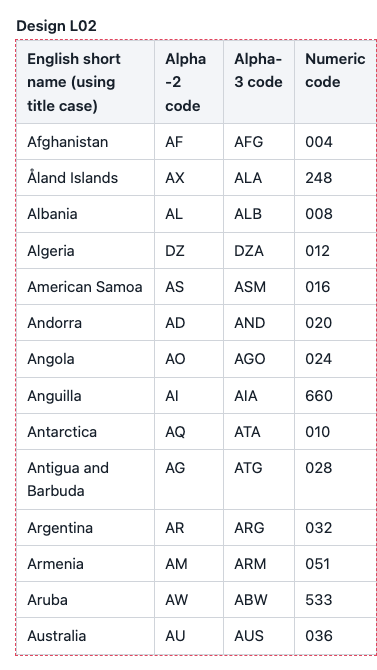 Design L02
English short name (using title case) Alpha-2 code Alpha-3 code Numeric code
Afghanistan AF AFG 004
Åland Islands AX ALA 248
Albania AL ALB 008
Algeria DZ DZA 012
American Samoa AS ASM 016
Andorra AD AND 020
Angola AO AGO 024
Anguilla AI AIA 660
Antarctica AQ ATA 010
Antigua and Barbuda AG ATG 028
Argentina AR ARG 032
Armenia AM ARM 051
Aruba AW ABW 533
Australia AU AUS 036